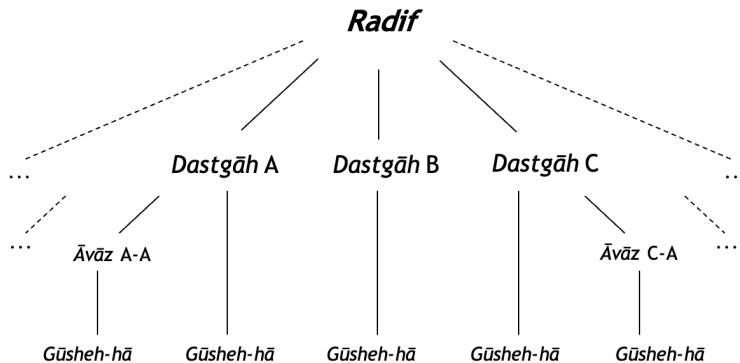 Radif
Dastgāh A Dastgāh B Dastgāh C
... ..
... Āvāz A-A Āvāz C-A ...
Gūsheh-hā Gūsheh-hā Gūsheh-hā Gūsheh-hā Gūsheh-hā